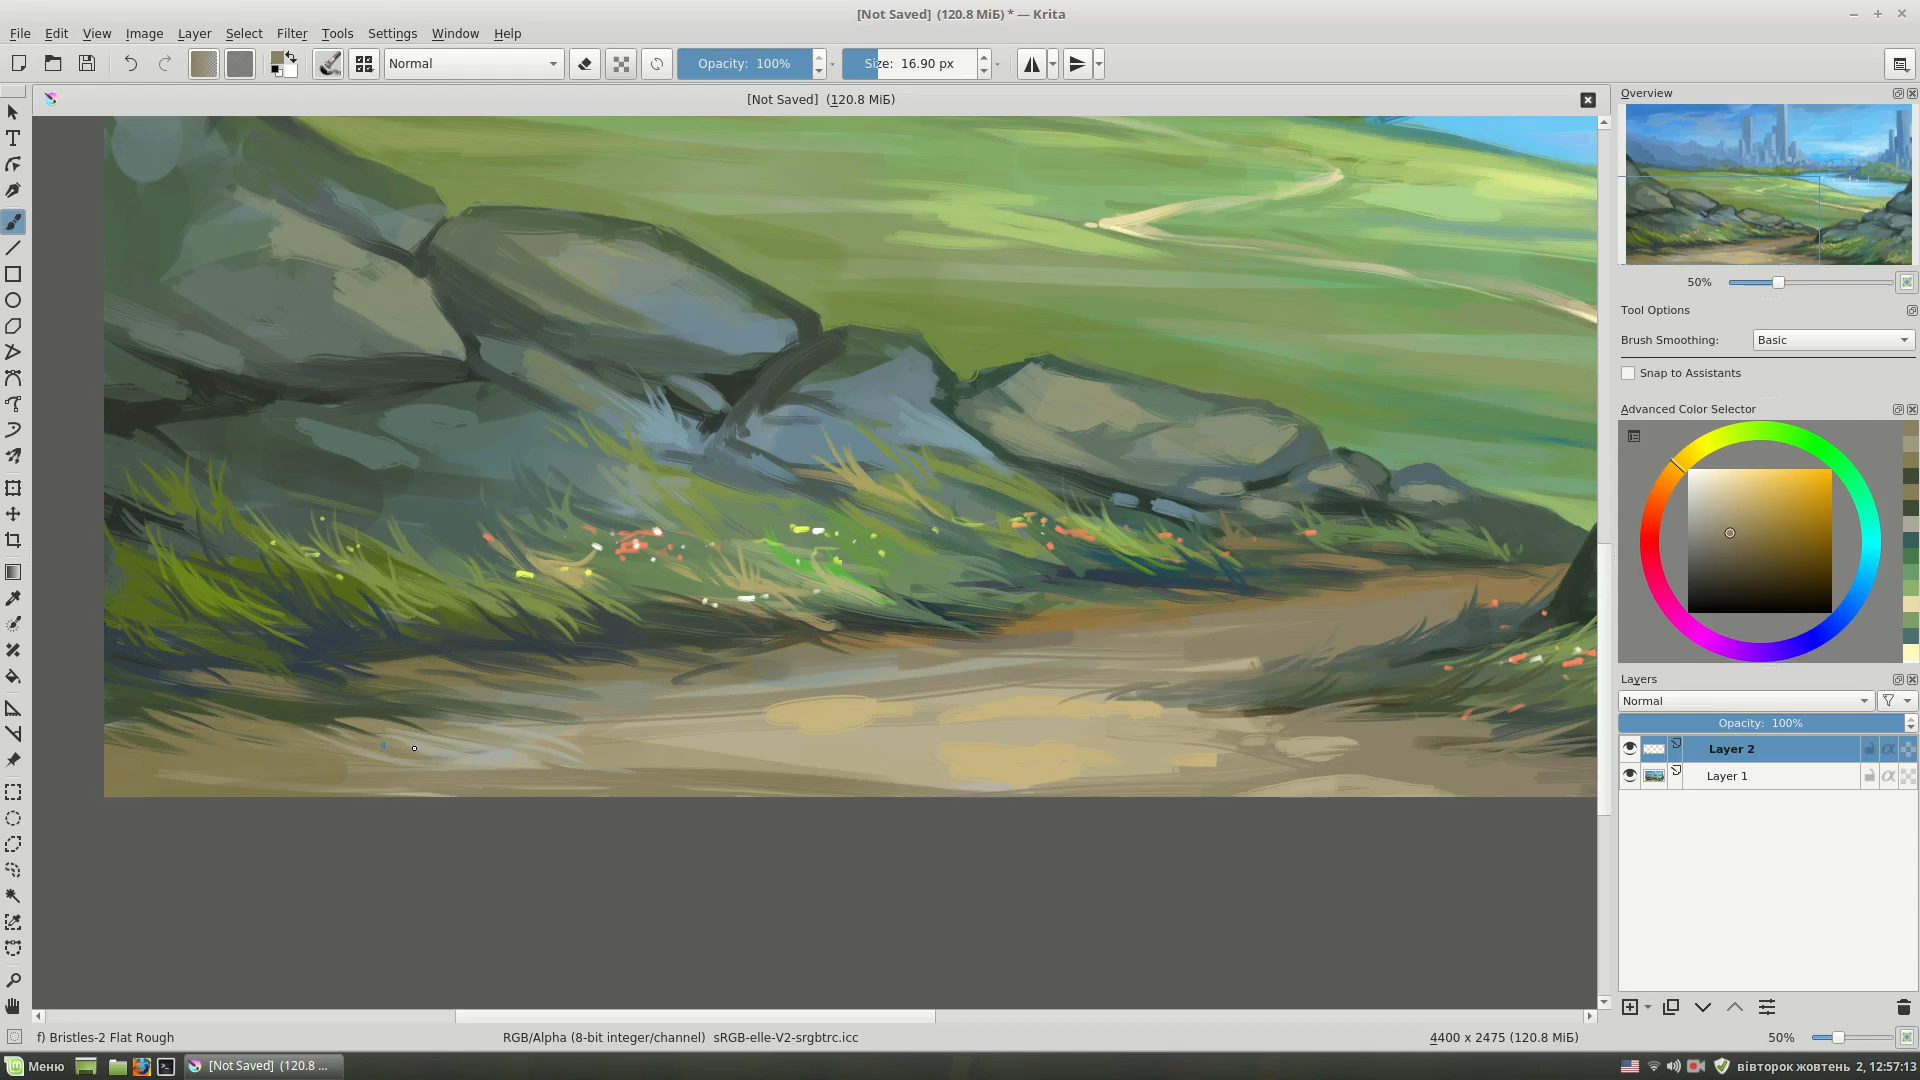 [Not Saved]  (120.8 МіБ) * — Krita
File Edit View Image Layer Select Filter Tools Settings Window Help
Normal Opacity: 100% Size: 16.90 px
[Not Saved]  (120.8 МіБ)
Overview
50%
Tool Options
Brush Smoothing: Basic
Snap to Assistants
Advanced Color Selector
Layers
Normal
Opacity: 100%
Layer 2
Layer 1
f) Bristles-2 Flat Rough RGB/Alpha (8-bit integer/channel)  sRGB-elle-V2-srgbtrc.icc 4400 x 2475 (120.8 МіБ) 50%
Меню [Not Saved]  (120.8 ... вівторок жовтень  2, 12:57:13